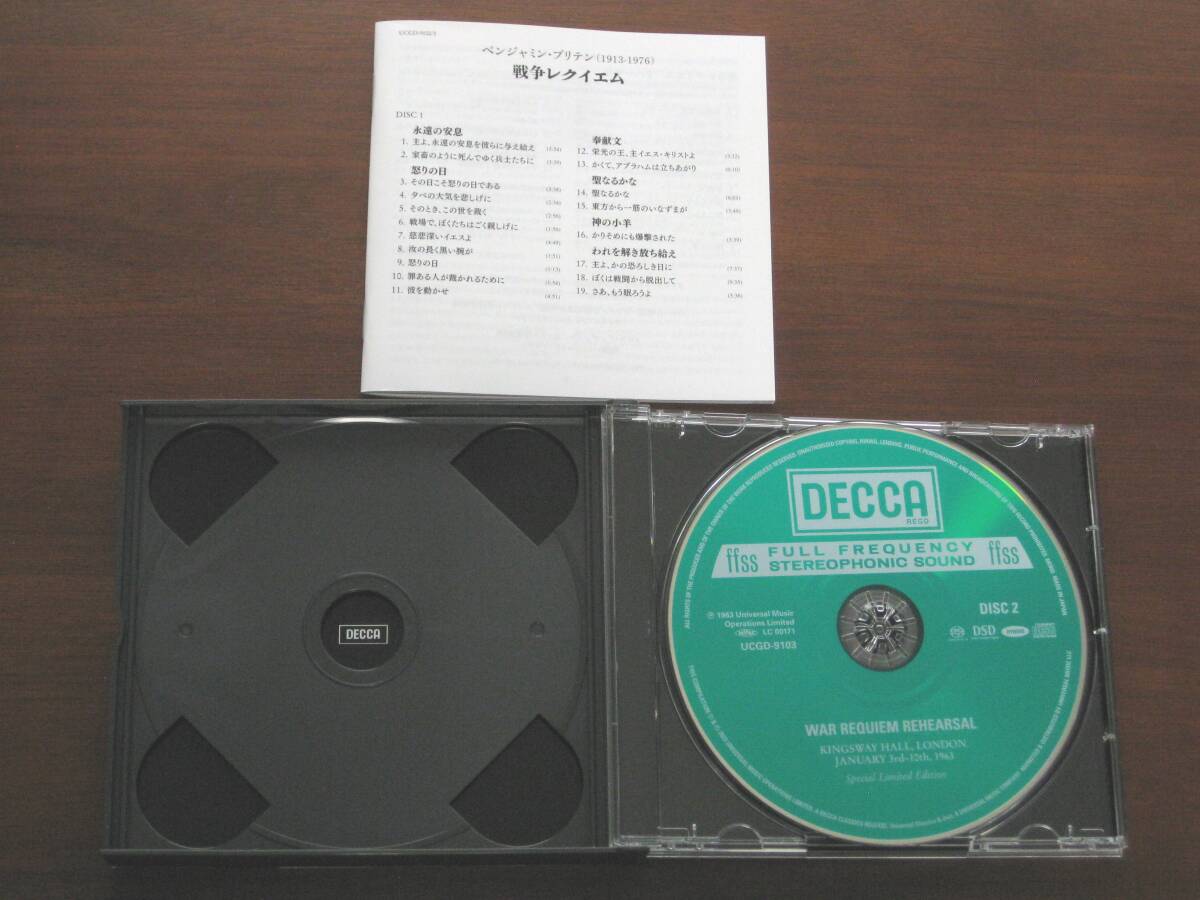 ベンジャミン・ブリテン(1913-1976)
戦争レクイエム
DISC 1
永遠の安息
1. 主よ、永遠の安息を彼らに与え給え
2. 家畜のように死んでゆく兵士たちに
怒りの日
3. その日こそ怒りの日である
4. 夕べの大気を悲しげに
5. そのとき、この世を裁く
6. 戦場で、ぼくたちはごく親しげに
7. 慈悲深いイエスよ
8. 汝の長く黒い腕が
9. 怒りの日
10. 罪ある人が裁かれるために
11. 彼を動かせ
奉献文
12. 栄光の王、主イエス・キリストよ
13. かくて、アブラハムは立ちあがり
聖なるかな
14. 聖なるかな
15. 東方から一筋のいなずまが
神の小羊
16. かりそめにも爆撃された
われを解き放ち給え
17. 主よ、かの恐ろしき日に
18. ぼくは戦闘から脱出して
19. さあ、もう眠ろうよ
DECCA
DECCA
REGD
ffss FULL FREQUENCY STEREOPHONIC SOUND ffss
℗ 1963 Universal Music
Operations Limited
LC 00171
UCGD-9103
DISC 2
DSD
WAR REQUIEM REHEARSAL
KINGSWAY HALL, LONDON
JANUARY 3rd–10th, 1963
Special Limited Edition